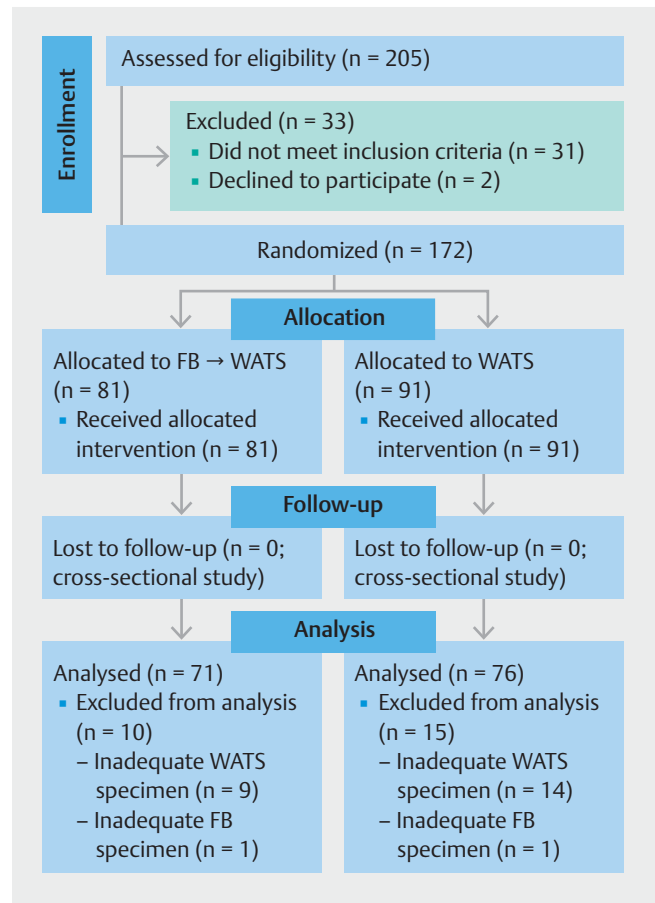 Enrollment
Assessed for eligibility (n = 205)
Excluded (n = 33)
▪ Did not meet inclusion criteria (n = 31)
▪ Declined to participate (n = 2)
Randomized (n = 172)
Allocation
Allocated to FB → WATS
(n = 81)
▪ Received allocated
intervention (n = 81)
Allocated to WATS
(n = 91)
▪ Received allocated
intervention (n = 91)
Follow-up
Lost to follow-up (n = 0;
cross-sectional study)
Lost to follow-up (n = 0;
cross-sectional study)
Analysis
Analysed (n = 71)
▪ Excluded from analysis
(n = 10)
– Inadequate WATS
specimen (n = 9)
– Inadequate FB
specimen (n = 1)
Analysed (n = 76)
▪ Excluded from analysis
(n = 15)
– Inadequate WATS
specimen (n = 14)
– Inadequate FB
specimen (n = 1)